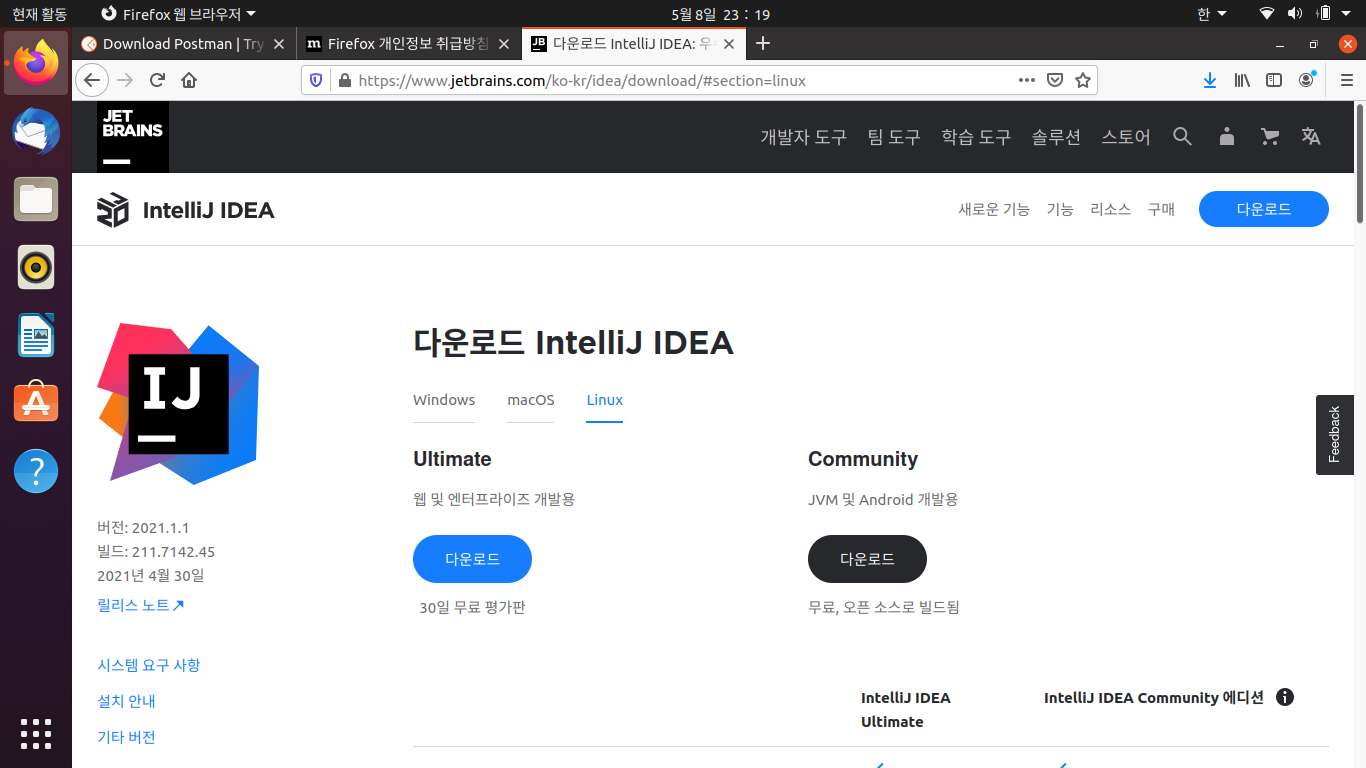 현재 활동
Firefox 웹 브라우저
5월 8일 23 : 19
한
Download Postman | Try
Firefox 개인정보 취급방침
다운로드 IntelliJ IDEA: 우
https://www.jetbrains.com/ko-kr/idea/download/#section=linux
JET
BRAINS
개발자 도구 팀 도구 학습 도구 솔루션 스토어
IntelliJ IDEA
새로운 기능 기능 리소스 구매 다운로드
IJ
다운로드 IntelliJ IDEA
Windows macOS Linux
Feedback
Ultimate
웹 및 엔터프라이즈 개발용
다운로드
30일 무료 평가판
Community
JVM 및 Android 개발용
다운로드
무료, 오픈 소스로 빌드됨
버전: 2021.1.1
빌드: 211.7142.45
2021년 4월 30일
릴리스 노트
시스템 요구 사항
설치 안내
기타 버전
IntelliJ IDEA
Ultimate
IntelliJ IDEA Community 에디션